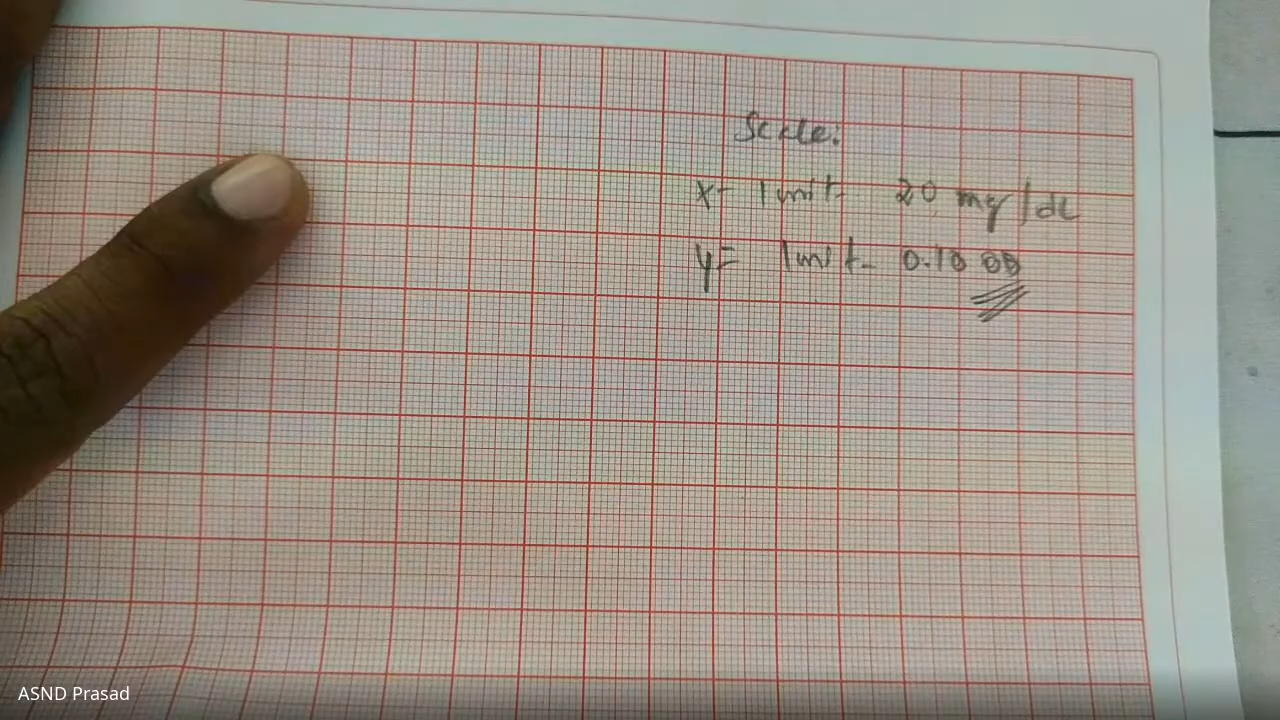 Scale:
x- 1 unit- 20 mg/dL
y= 1 unit- 0.10 OD
ASND Prasad